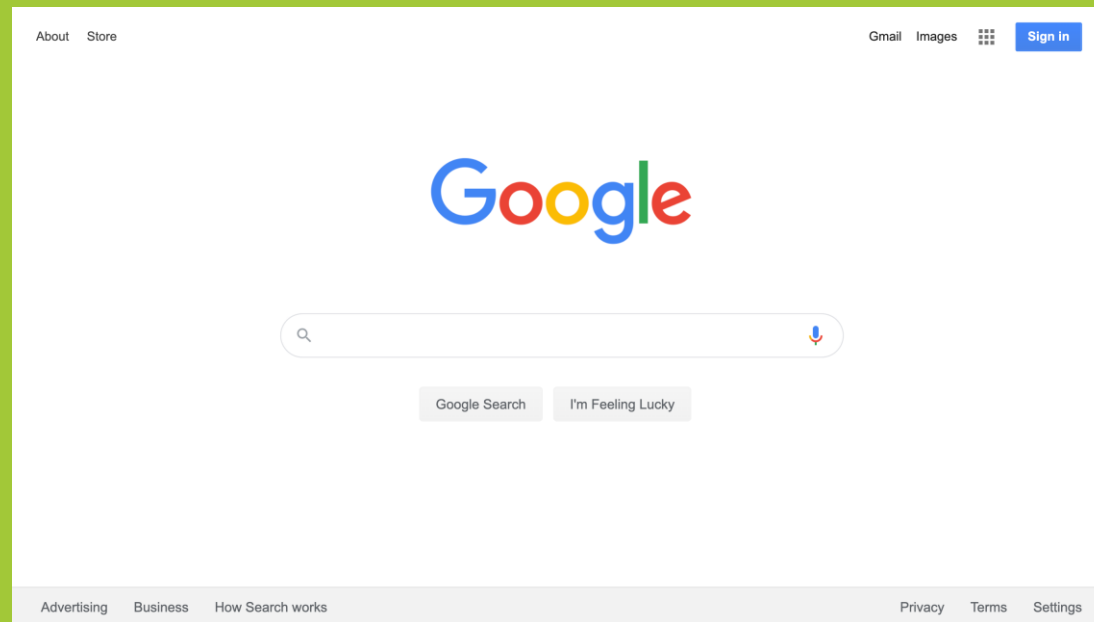 About Store Gmail Images Sign in
Google
Google Search I'm Feeling Lucky
Advertising Business How Search works Privacy Terms Settings